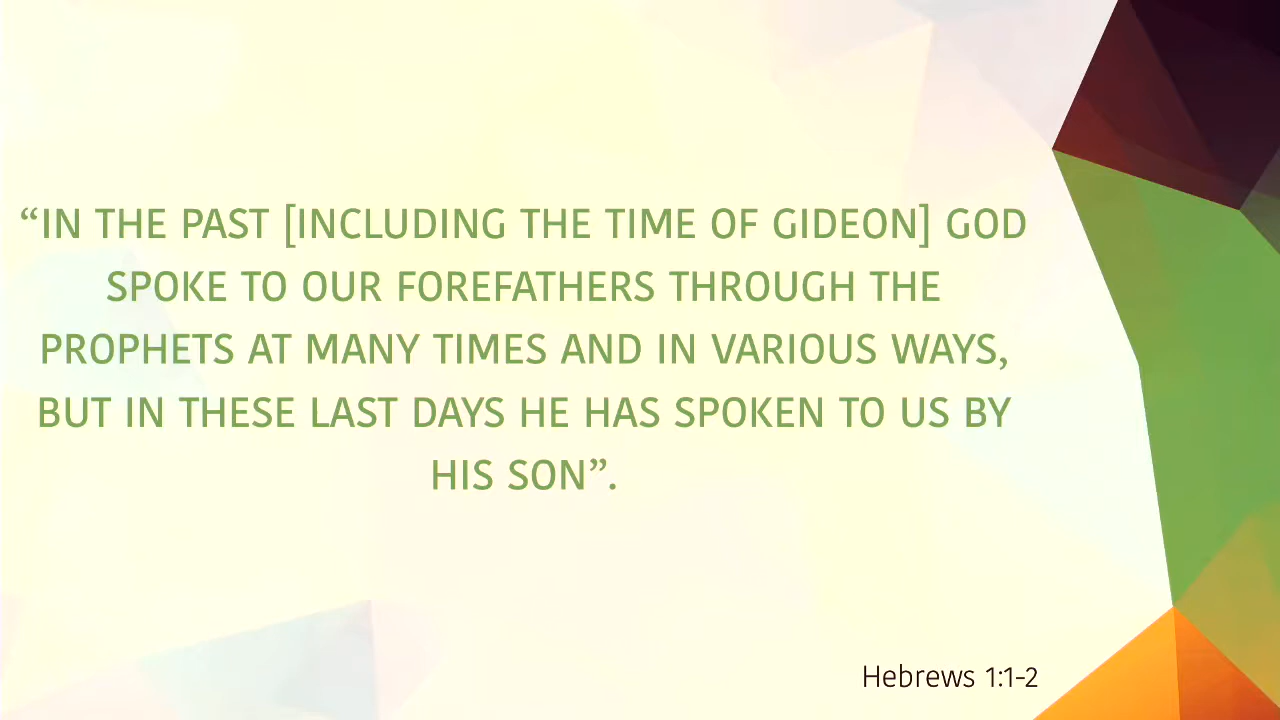 “IN THE PAST [INCLUDING THE TIME OF GIDEON] GOD
SPOKE TO OUR FOREFATHERS THROUGH THE
PROPHETS AT MANY TIMES AND IN VARIOUS WAYS,
BUT IN THESE LAST DAYS HE HAS SPOKEN TO US BY
HIS SON”.
Hebrews 1:1-2